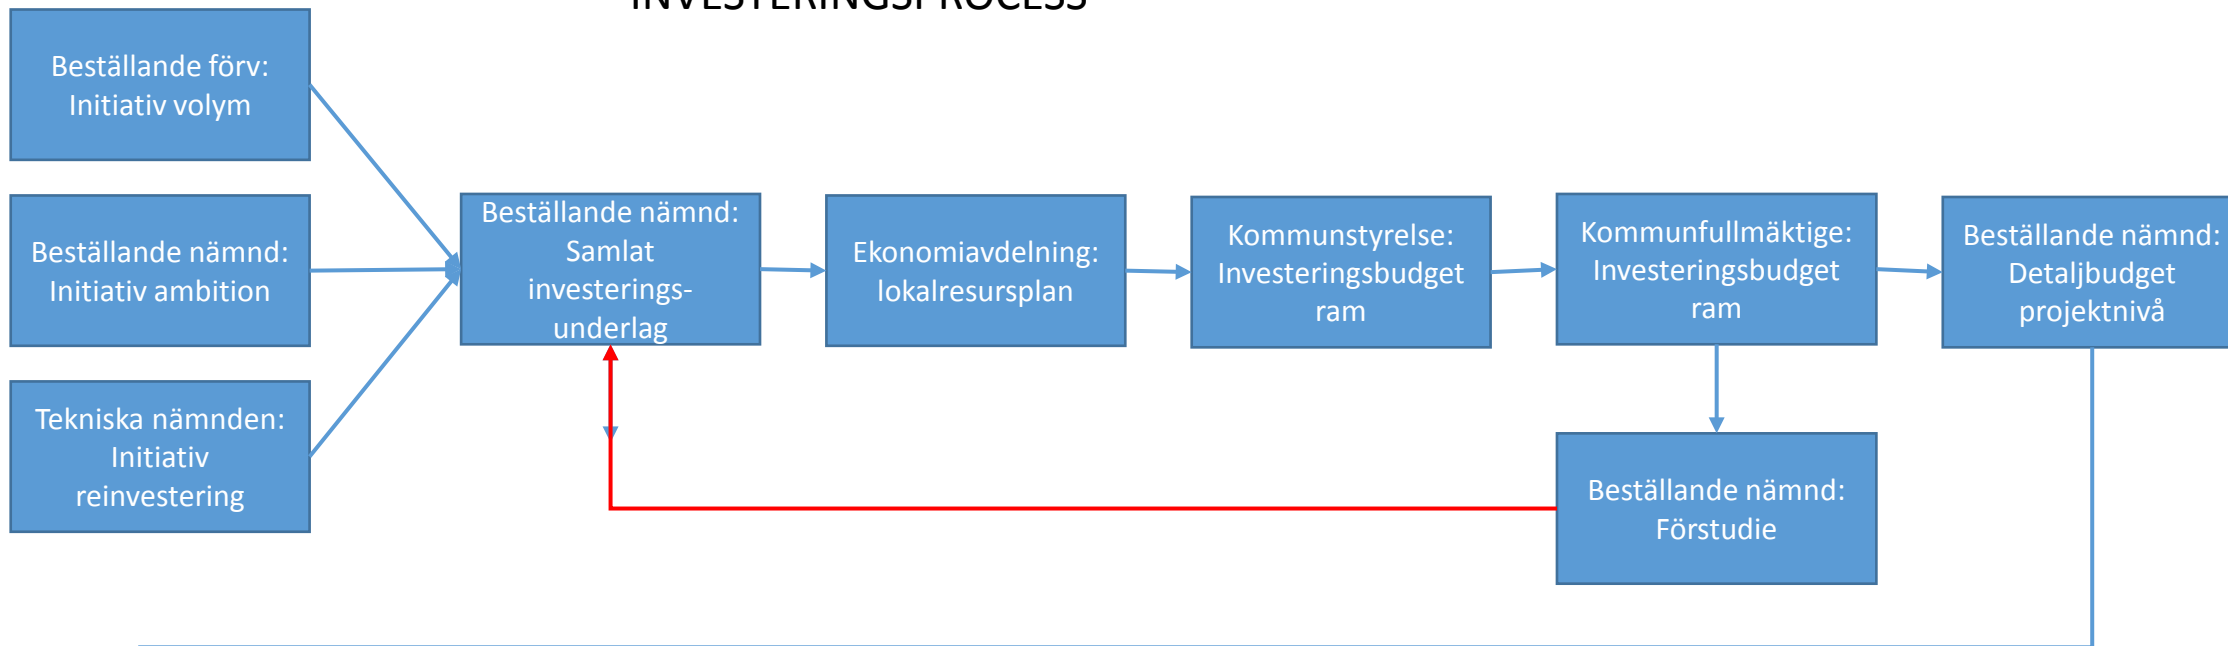 INVESTERINGSPROCESS
Beställande förv:
Initiativ volym
Beställande nämnd:
Initiativ ambition
Tekniska nämnden:
Initiativ
reinvestering
Beställande nämnd:
Samlat
investerings-
underlag
Ekonomiavdelning:
lokalresursplan
Kommunstyrelse:
Investeringsbudget
ram
Kommunfullmäktige:
Investeringsbudget
ram
Beställande nämnd:
Detaljbudget
projektnivå
Beställande nämnd:
Förstudie